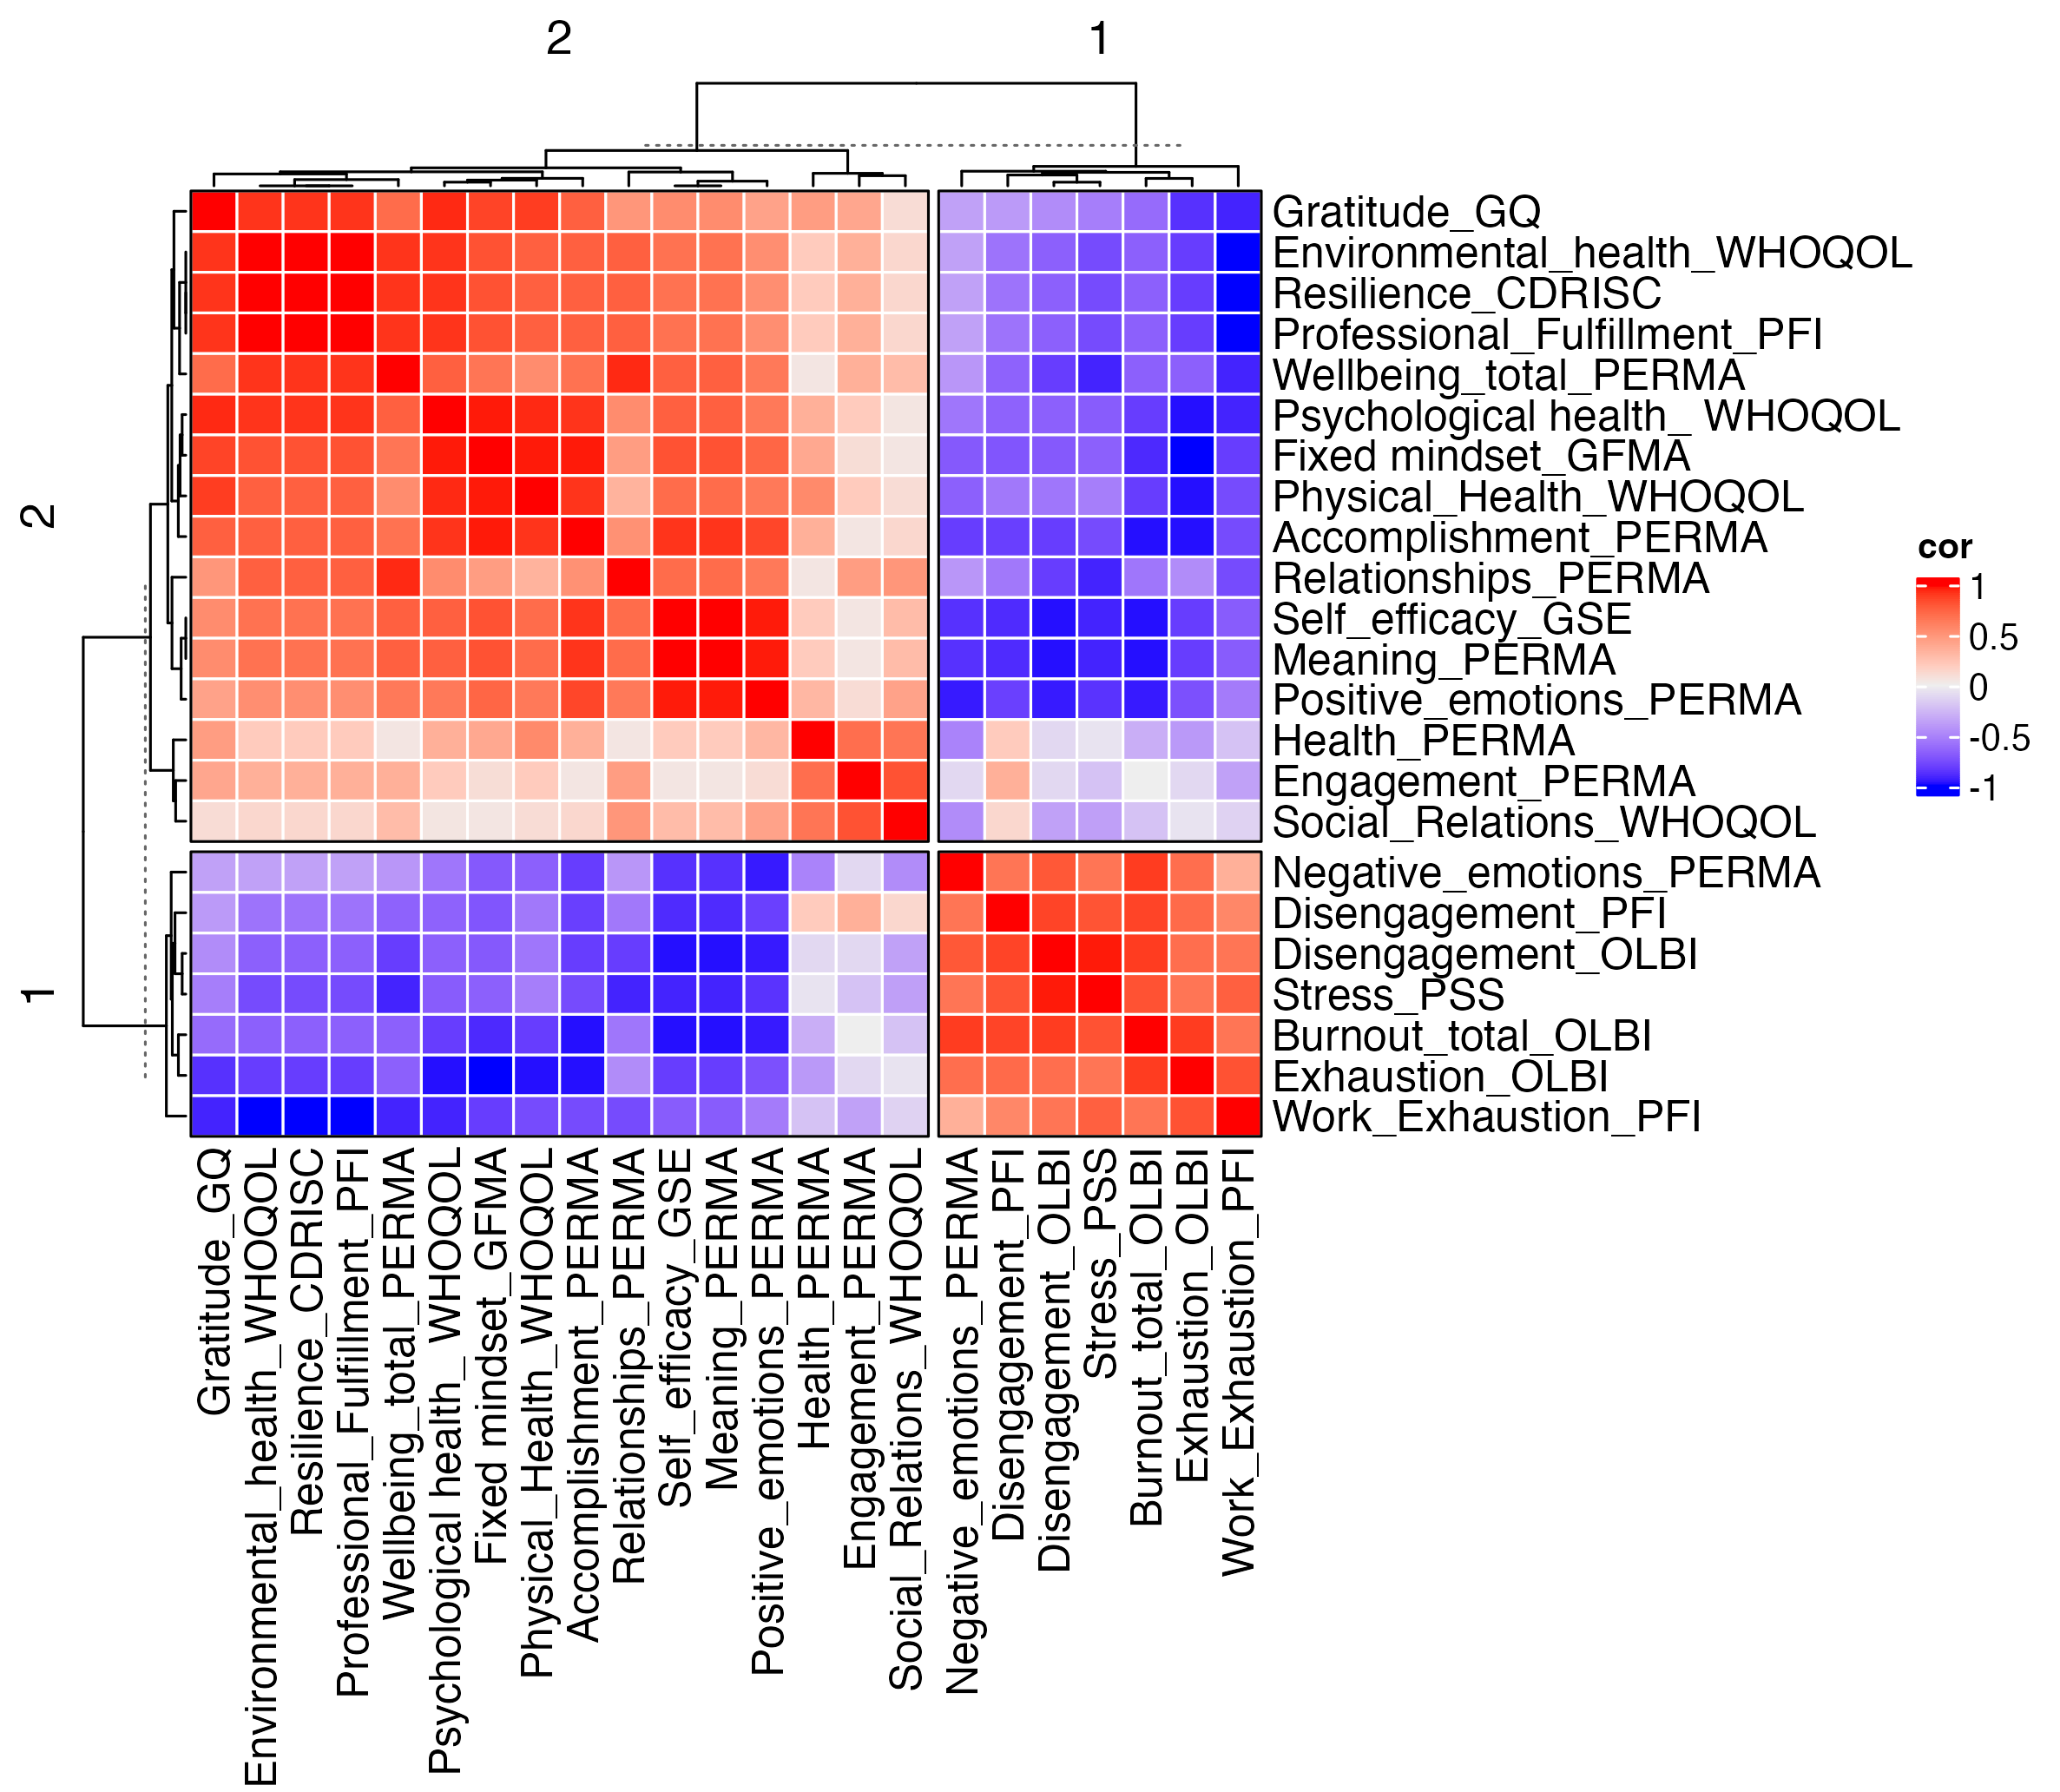 2
1
2
1
Gratitude_GQ
Environmental_health_WHOQOL
Resilience_CDRISC
Professional_Fulfillment_PFI
Wellbeing_total_PERMA
Psychological health_ WHOQOL
Fixed mindset_GFMA
Physical_Health_WHOQOL
Accomplishment_PERMA
Relationships_PERMA
Self_efficacy_GSE
Meaning_PERMA
Positive_emotions_PERMA
Health_PERMA
Engagement_PERMA
Social_Relations_WHOQOL
Negative_emotions_PERMA
Disengagement_PFI
Disengagement_OLBI
Stress_PSS
Burnout_total_OLBI
Exhaustion_OLBI
Work_Exhaustion_PFI
cor
1
0.5
0
-0.5
-1
Gratitude_GQ
Environmental_health_WHOQOL
Resilience_CDRISC
Professional_Fulfillment_PFI
Wellbeing_total_PERMA
Psychological health_ WHOQOL
Fixed mindset_GFMA
Physical_Health_WHOQOL
Accomplishment_PERMA
Relationships_PERMA
Self_efficacy_GSE
Meaning_PERMA
Positive_emotions_PERMA
Health_PERMA
Engagement_PERMA
Social_Relations_WHOQOL
Negative_emotions_PERMA
Disengagement_PFI
Disengagement_OLBI
Stress_PSS
Burnout_total_OLBI
Exhaustion_OLBI
Work_Exhaustion_PFI